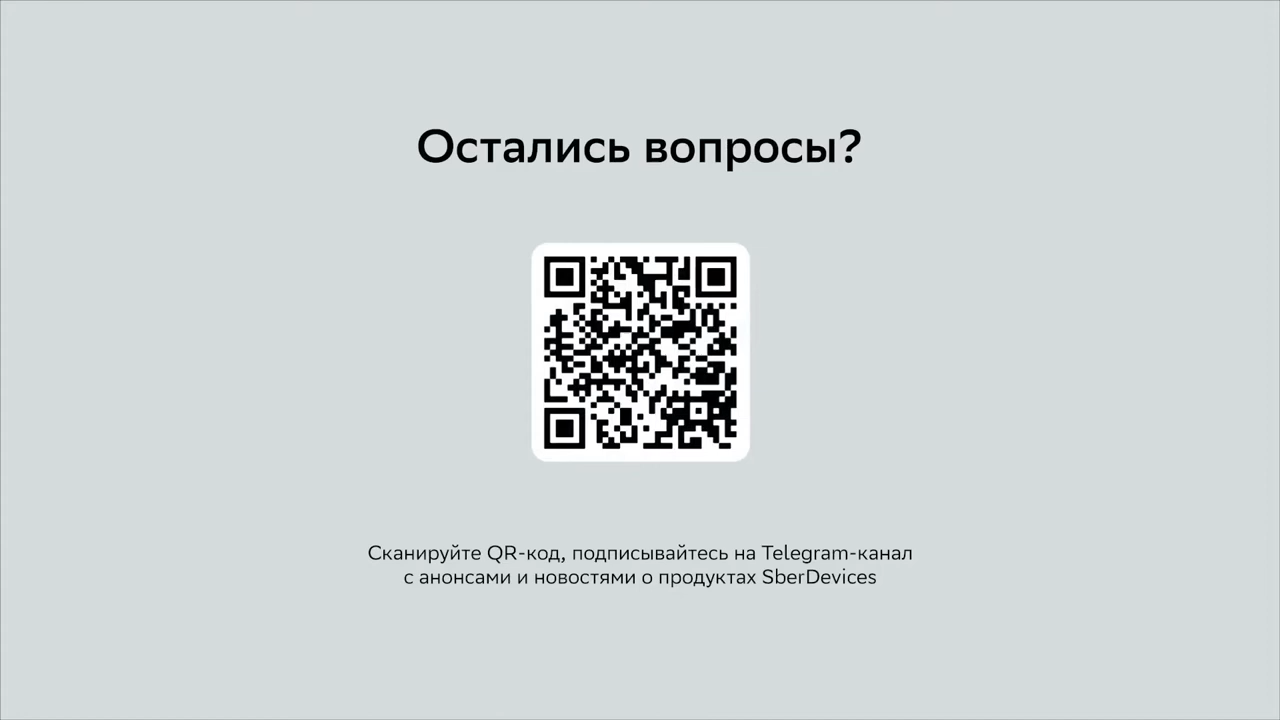 Остались вопросы?
Сканируйте QR-код, подписывайтесь на Telegram-канал
с анонсами и новостями о продуктах SberDevices